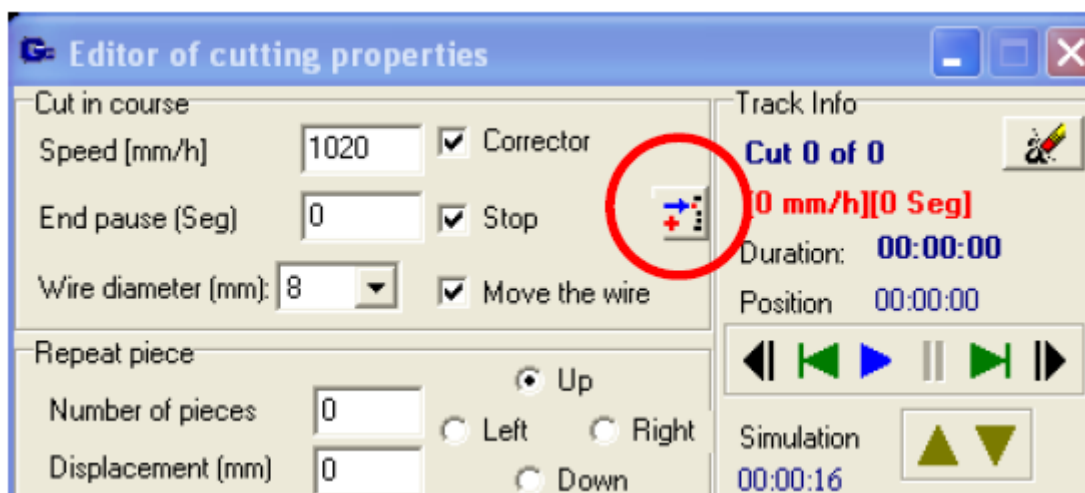 Editor of cutting properties
Cut in course
Speed [mm/h] 1020 Corrector
End pause (Seg) 0 Stop
Wire diameter (mm): 8 Move the wire
Repeat piece
Number of pieces 0
Displacement (mm) 0
Up
Left Right
Down
Track Info
Cut 0 of 0
[0 mm/h][0 Seg]
Duration: 00:00:00
Position 00:00:00
Simulation
00:00:16